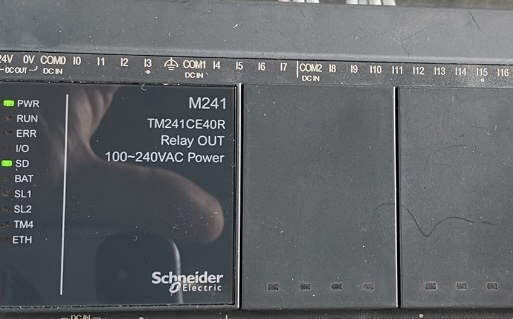 24V 0V COM0 I0 I1 I2 I3 COM1 I4 I5 I6 I7 COM2 I8 I9 I10 I11 I12 I13 I14 I15 I16
DC OUT DC IN DC IN DC IN
M241
TM241CE40R
Relay OUT
100~240VAC Power
PWR
RUN
ERR
I/O
SD
BAT
SL1
SL2
TM4
ETH
Schneider
Electric
DC IN